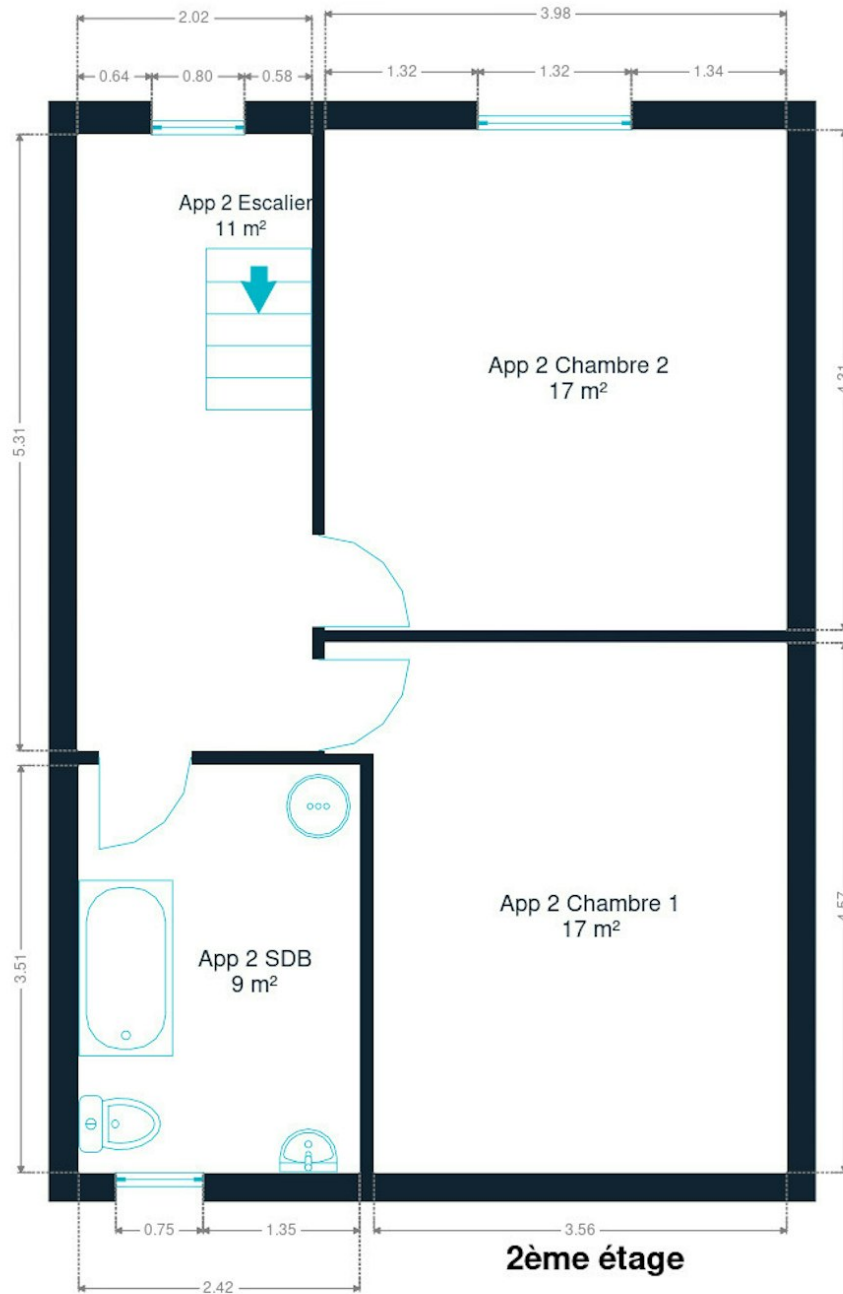 2.02
3.98
0.64
0.80
0.58
1.32
1.32
1.34
App 2 Escalier
11 m²
App 2 Chambre 2
17 m²
5.31
App 2 Chambre 1
17 m²
App 2 SDB
9 m²
3.51
0.75
1.35
3.56
2ème étage
2.42